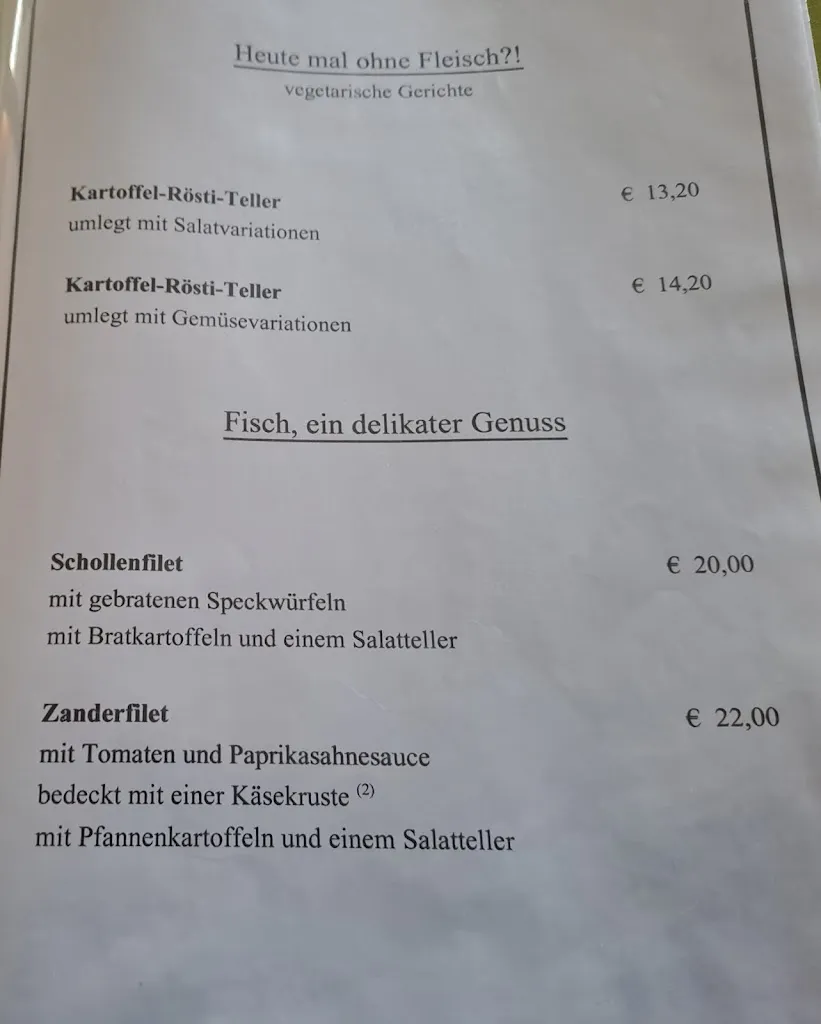 Heute mal ohne Fleisch?!
vegetarische Gerichte
Kartoffel-Rösti-Teller € 13,20
umlegt mit Salatvariationen
Kartoffel-Rösti-Teller € 14,20
umlegt mit Gemüsevariationen
Fisch, ein delikater Genuss
Schollenfilet € 20,00
mit gebratenen Speckwürfeln
mit Bratkartoffeln und einem Salatteller
Zanderfilet € 22,00
mit Tomaten und Paprikasahnesauce
bedeckt mit einer Käsekruste (2)
mit Pfannenkartoffeln und einem Salatteller